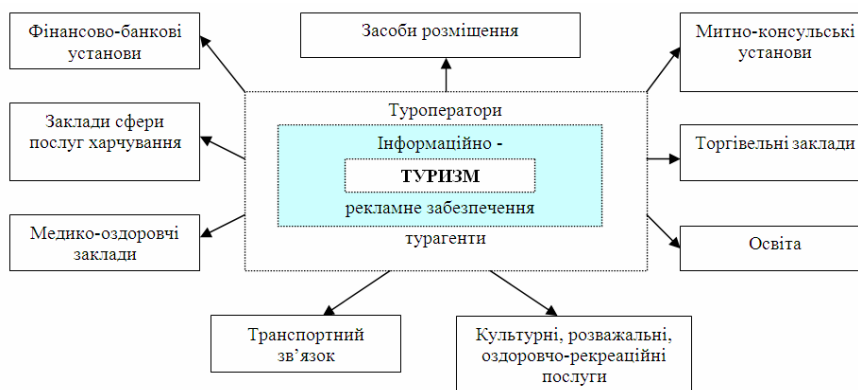 Фінансово-банкові
установи
Засоби розміщення
Митно-консульські
установи
Туроператори
Заклади сфери
послуг харчування
Інформаційно -
ТУРИЗМ
рекламне забезпечення
турагенти
Торгівельні заклади
Медико-оздоровчі
заклади
Освіта
Транспортний
зв’язок
Культурні, розважальні,
оздоровчо-рекреаційні
послуги